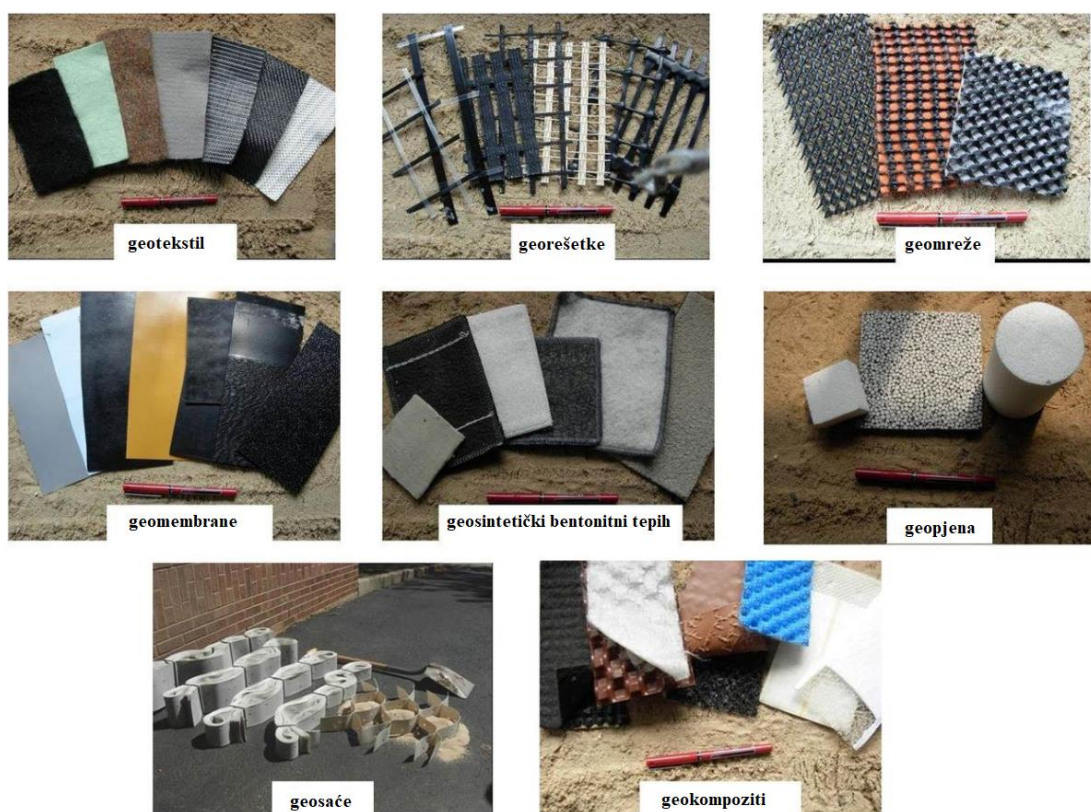 geotekstil
georešetke
geomreže
geomembrane
geosintetički bentonitni tepih
geopjena
geosaće
geokompoziti